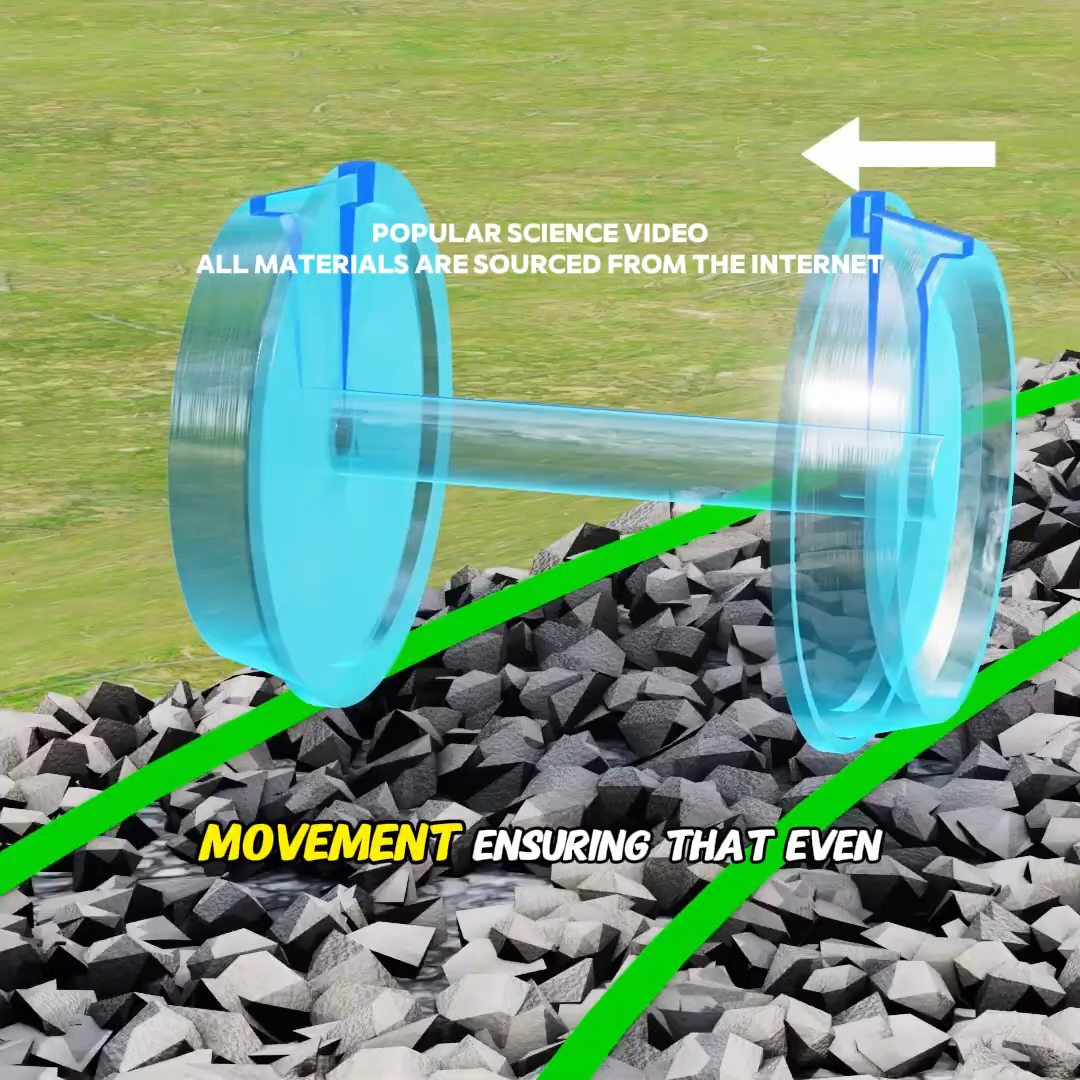 POPULAR SCIENCE VIDEO
ALL MATERIALS ARE SOURCED FROM THE INTERNET
MOVEMENT ENSURING THAT EVEN